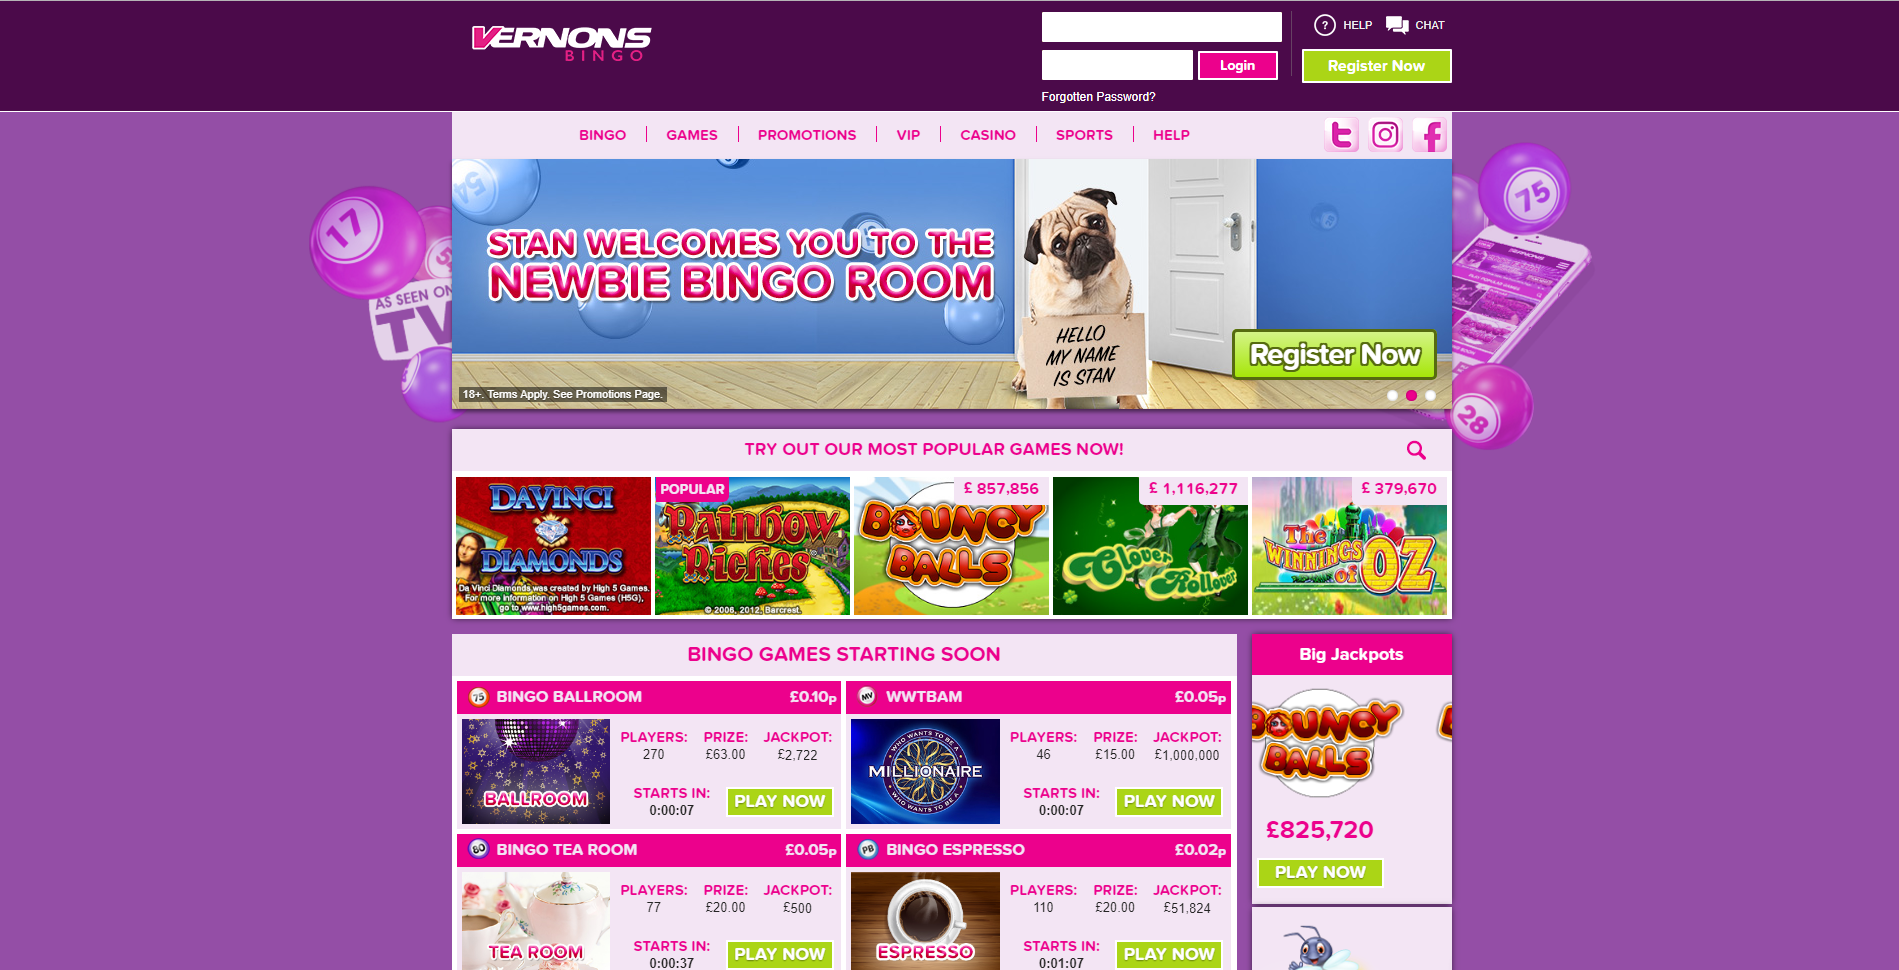 VERNONS
BINGO
HELP
CHAT
Login
Register Now
Forgotten Password?
BINGO
GAMES
PROMOTIONS
VIP
CASINO
SPORTS
HELP
54
17
AS SEEN ON
TV
75
28
STAN WELCOMES YOU TO THE
NEWBIE BINGO ROOM
HELLO
MY NAME
IS STAN
Register Now
18+. Terms Apply. See Promotions Page.
TRY OUT OUR MOST POPULAR GAMES NOW!
DAVINCI
DIAMONDS
Da Vinci Diamonds was created by High 5 Games.
For more information on High 5 Games (H5G),
go to www.high5games.com.
POPULAR
Rainbow
Riches
© 2006, 2012, Barcrest.
£ 857,856
BOUNCY
BALLS
£ 1,116,277
Clover
Rollover
£ 379,670
The
WINNINGS
of OZ
BINGO GAMES STARTING SOON
75 BINGO BALLROOM £0.10p
BALLROOM
PLAYERS: PRIZE: JACKPOT:
270 £63.00 £2,722
STARTS IN:
0:00:07
PLAY NOW
MV WWTBAM £0.05p
WHO WANTS TO BE A
MILLIONAIRE
WHO WANTS TO BE A
PLAYERS: PRIZE: JACKPOT:
46 £15.00 £1,000,000
STARTS IN:
0:00:07
PLAY NOW
80 BINGO TEA ROOM £0.05p
TEA ROOM
PLAYERS: PRIZE: JACKPOT:
77 £20.00 £500
STARTS IN:
0:00:37
PLAY NOW
PB BINGO ESPRESSO £0.02p
ESPRESSO
PLAYERS: PRIZE: JACKPOT:
110 £20.00 £51,824
STARTS IN:
0:01:07
PLAY NOW
Big Jackpots
BOUNCY
BALLS
£825,720
PLAY NOW